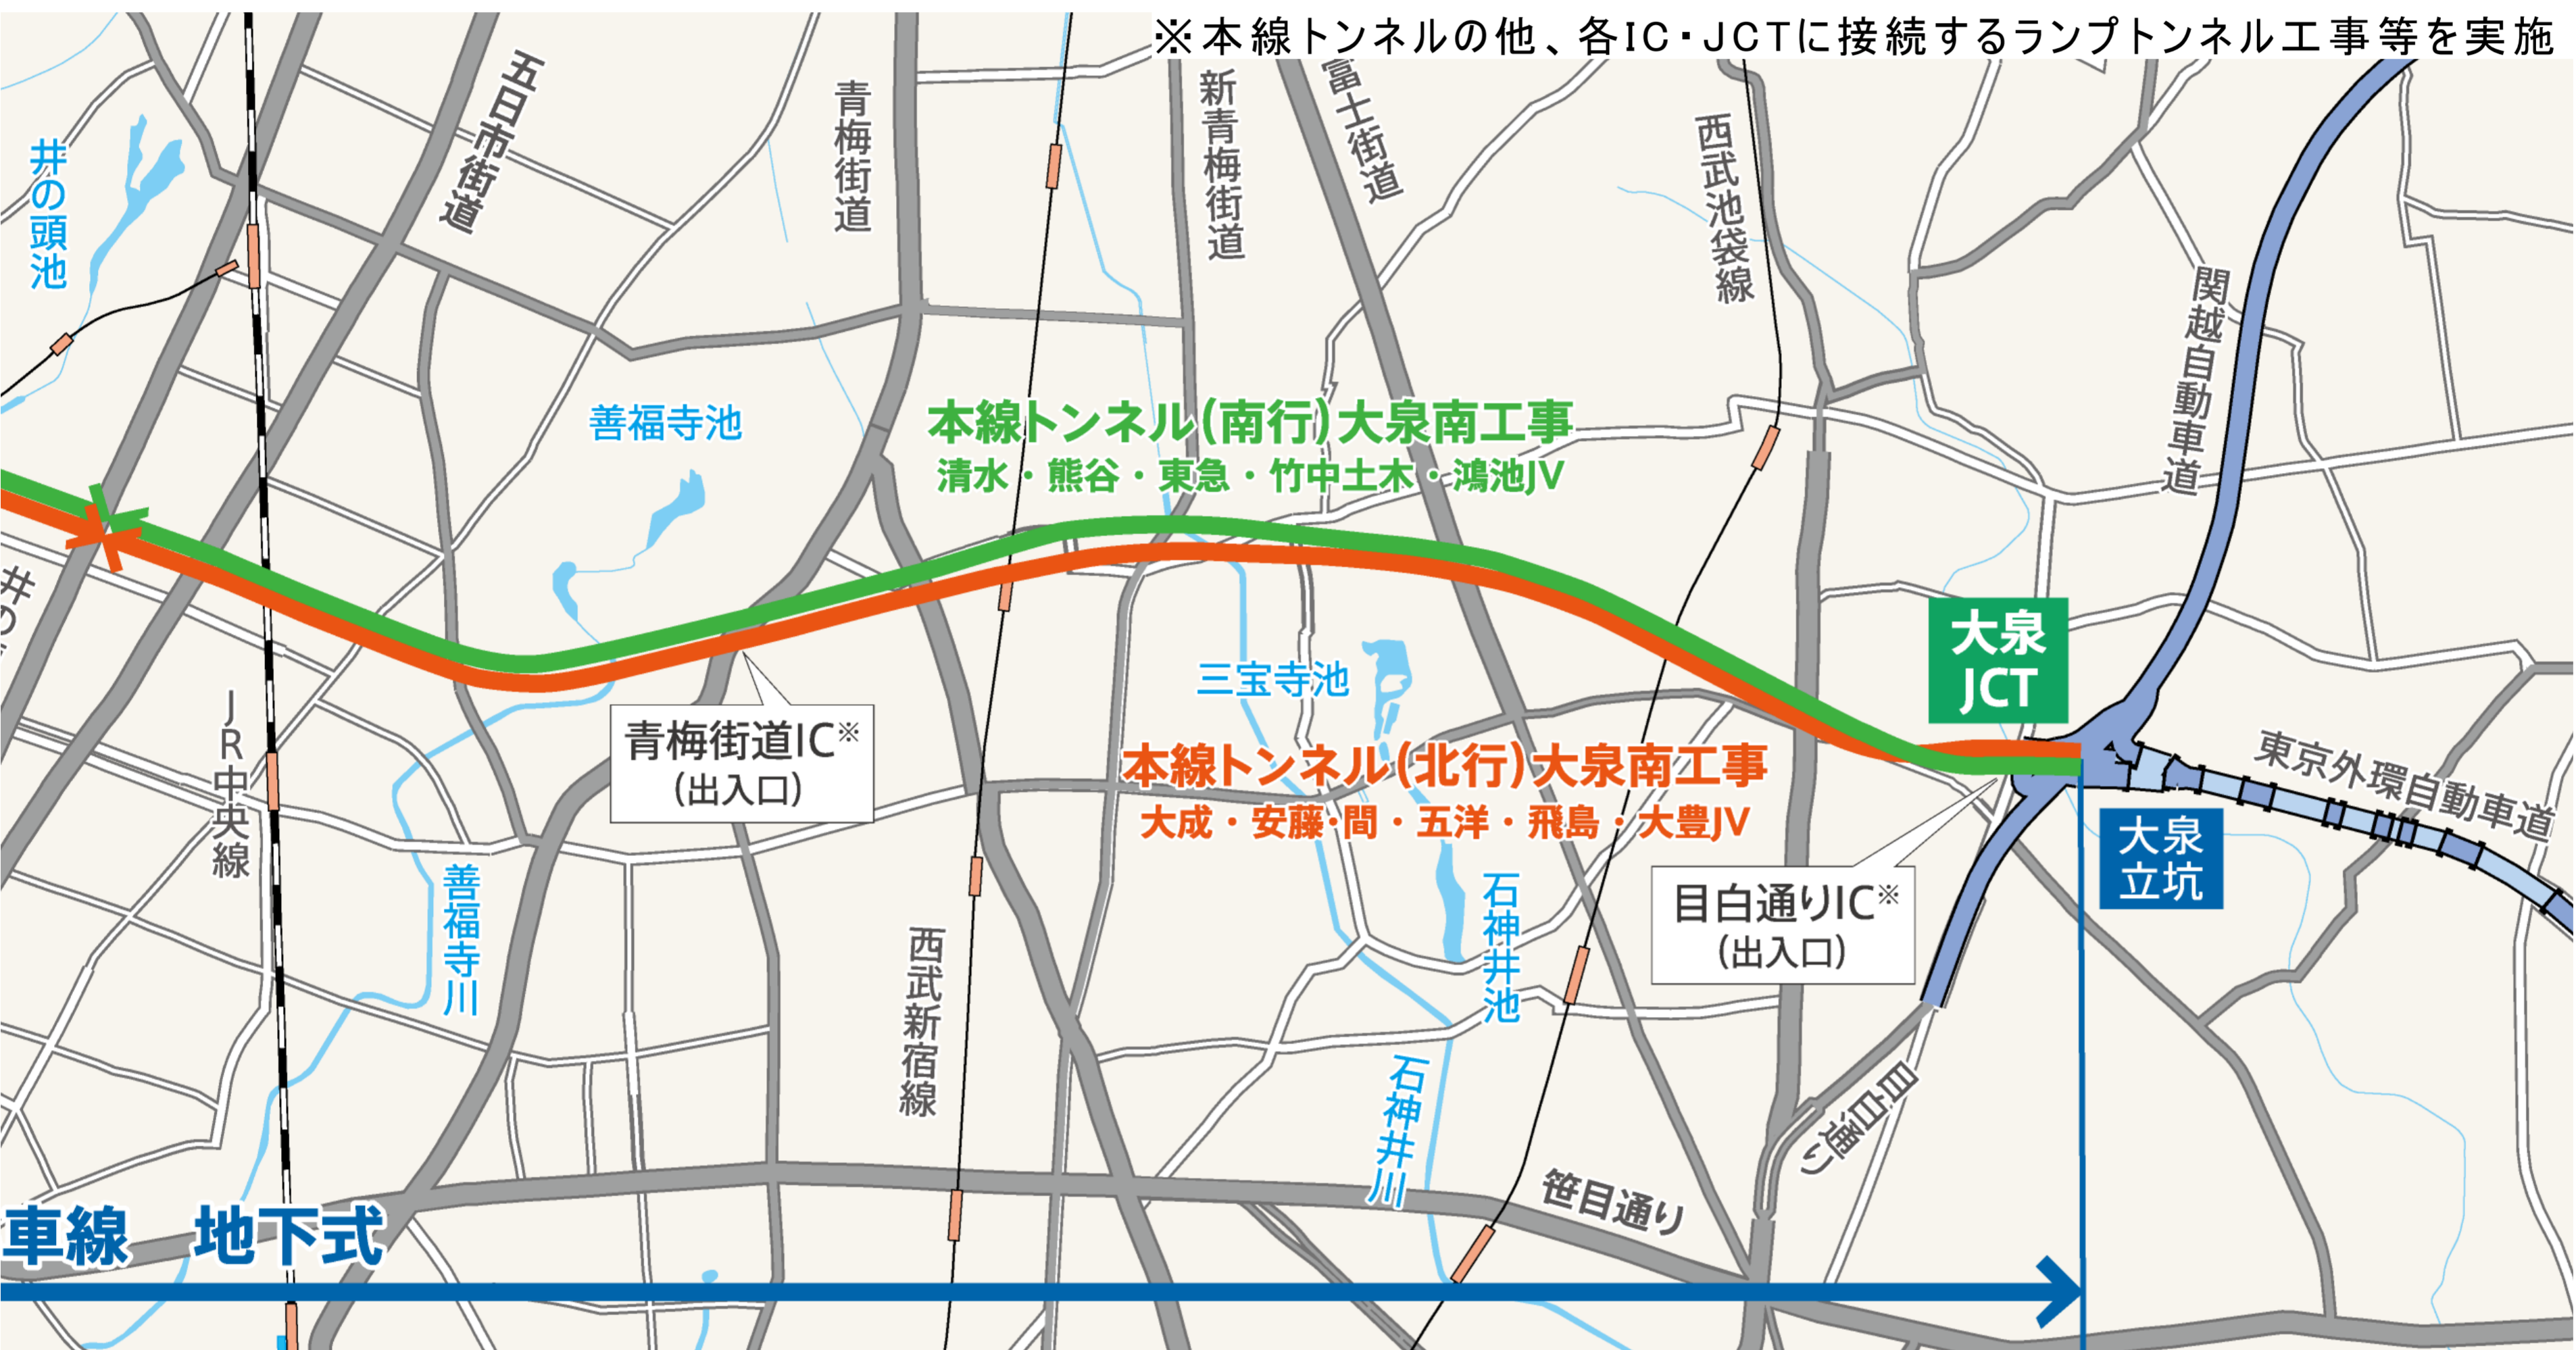 ※本線トンネルの他、各IC・JCTに接続するランプトンネル工事等を実施
五日市街道
青梅街道
新青梅街道
富士街道
西武池袋線
井の頭池
関越自動車道
善福寺池
本線トンネル(南行)大泉南工事
清水・熊谷・東急・竹中土木・鴻池JV
大泉
JCT
三宝寺池
JR中央線
青梅街道IC※
(出入口)
本線トンネル(北行)大泉南工事
大成・安藤・間・五洋・飛島・大豊JV
東京外環自動車道
大泉
立坑
善福寺川
石神井池
目白通りIC※
(出入口)
西武新宿線
石神井川
目白通り
笹目通り
車線 地下式